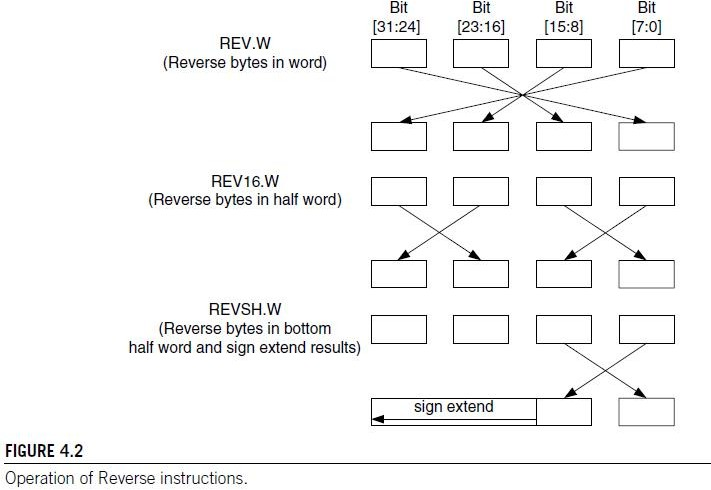 Bit Bit Bit Bit
[31:24] [23:16] [15:8] [7:0]
REV.W
(Reverse bytes in word)
REV16.W
(Reverse bytes in half word)
REVSH.W
(Reverse bytes in bottom
half word and sign extend results)
sign extend
FIGURE 4.2
Operation of Reverse instructions.